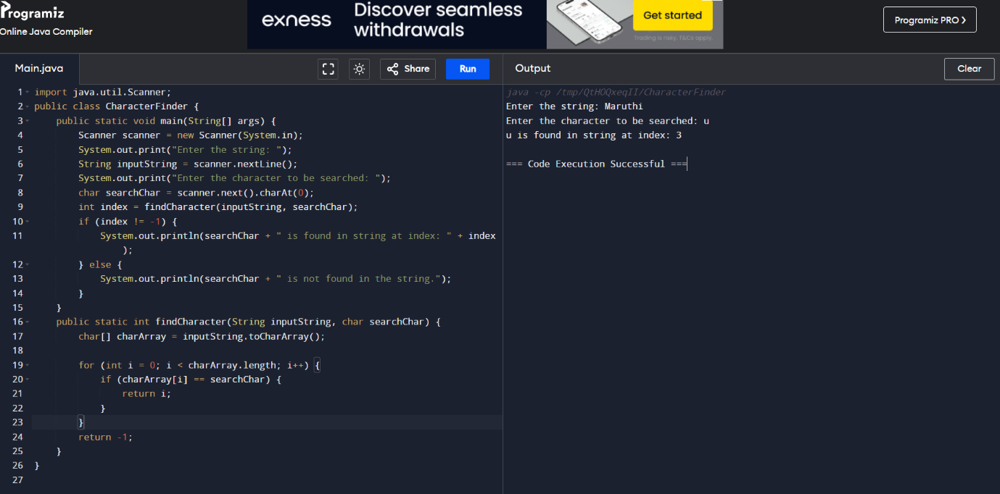 Programiz
Online Java Compiler
exness
Discover seamless
withdrawals
Get started
Trading is risky. T&Cs apply.
Programiz PRO >
Main.java
Share
Run
Output
Clear
1 import java.util.Scanner;
2 public class CharacterFinder {
3     public static void main(String[] args) {
4         Scanner scanner = new Scanner(System.in);
5         System.out.print("Enter the string: ");
6         String inputString = scanner.nextLine();
7         System.out.print("Enter the character to be searched: ");
8         char searchChar = scanner.next().charAt(0);
9         int index = findCharacter(inputString, searchChar);
10         if (index != -1) {
11             System.out.println(searchChar + " is found in string at index: " + index
                );
12         } else {
13             System.out.println(searchChar + " is not found in the string.");
14         }
15     }
16     public static int findCharacter(String inputString, char searchChar) {
17         char[] charArray = inputString.toCharArray();
18
19         for (int i = 0; i < charArray.length; i++) {
20             if (charArray[i] == searchChar) {
21                 return i;
22             }
23         }
24         return -1;
25     }
26 }
27
java -cp /tmp/QtHOQxeqII/CharacterFinder
Enter the string: Maruthi
Enter the character to be searched: u
u is found in string at index: 3
=== Code Execution Successful ===